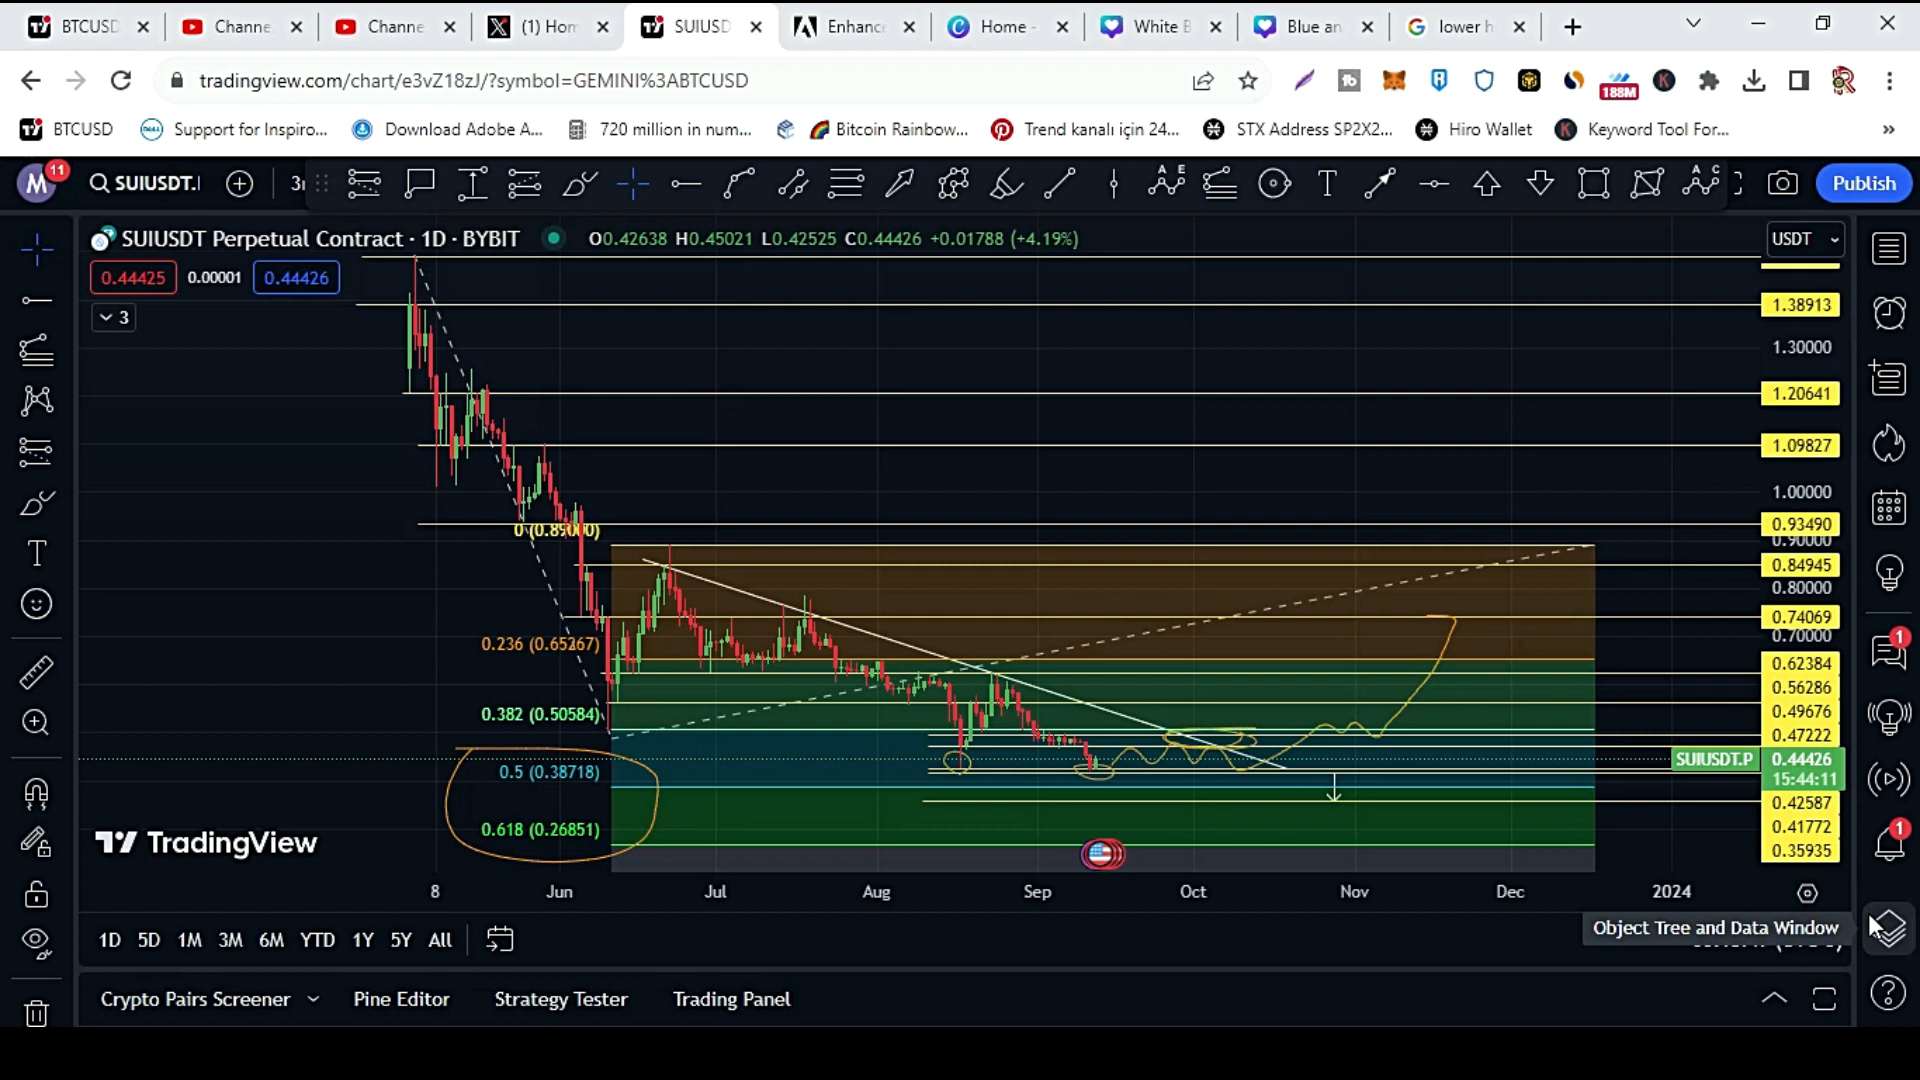 BTCUSD
Channe
Channe
(1) Hom
SUIUSD
Enhanc
Home -
White B
Blue an
lower h
tradingview.com/chart/e3vZ18zJ/?symbol=GEMINI%3ABTCUSD
188M
BTCUSD
Support for Inspiro...
Download Adobe A...
720 million in num...
Bitcoin Rainbow...
Trend kanalı için 24...
STX Address SP2X2...
Hiro Wallet
Keyword Tool For...
»
M
11
SUIUSDT.
T
Publish
SUIUSDT Perpetual Contract · 1D · BYBIT
O0.42638 H0.45021 L0.42525 C0.44426 +0.01788 (+4.19%)
USDT
0.44425
0.00001
0.44426
3
1.38913
1.30000
1.20641
1.09827
1.00000
0.93490
0.90000
0.84945
0.80000
0.74069
0.70000
0.62384
0.56286
0.49676
0.47222
SUIUSDT.P
0.44426
15:44:11
0.42587
0.41772
0.35935
0 (0.89000)
0.236 (0.65267)
0.382 (0.50584)
0.5 (0.38718)
0.618 (0.26851)
TradingView
8
Jun
Jul
Aug
Sep
Oct
Nov
Dec
2024
1
1
Object Tree and Data Window
1D
5D
1M
3M
6M
YTD
1Y
5Y
All
Crypto Pairs Screener
Pine Editor
Strategy Tester
Trading Panel